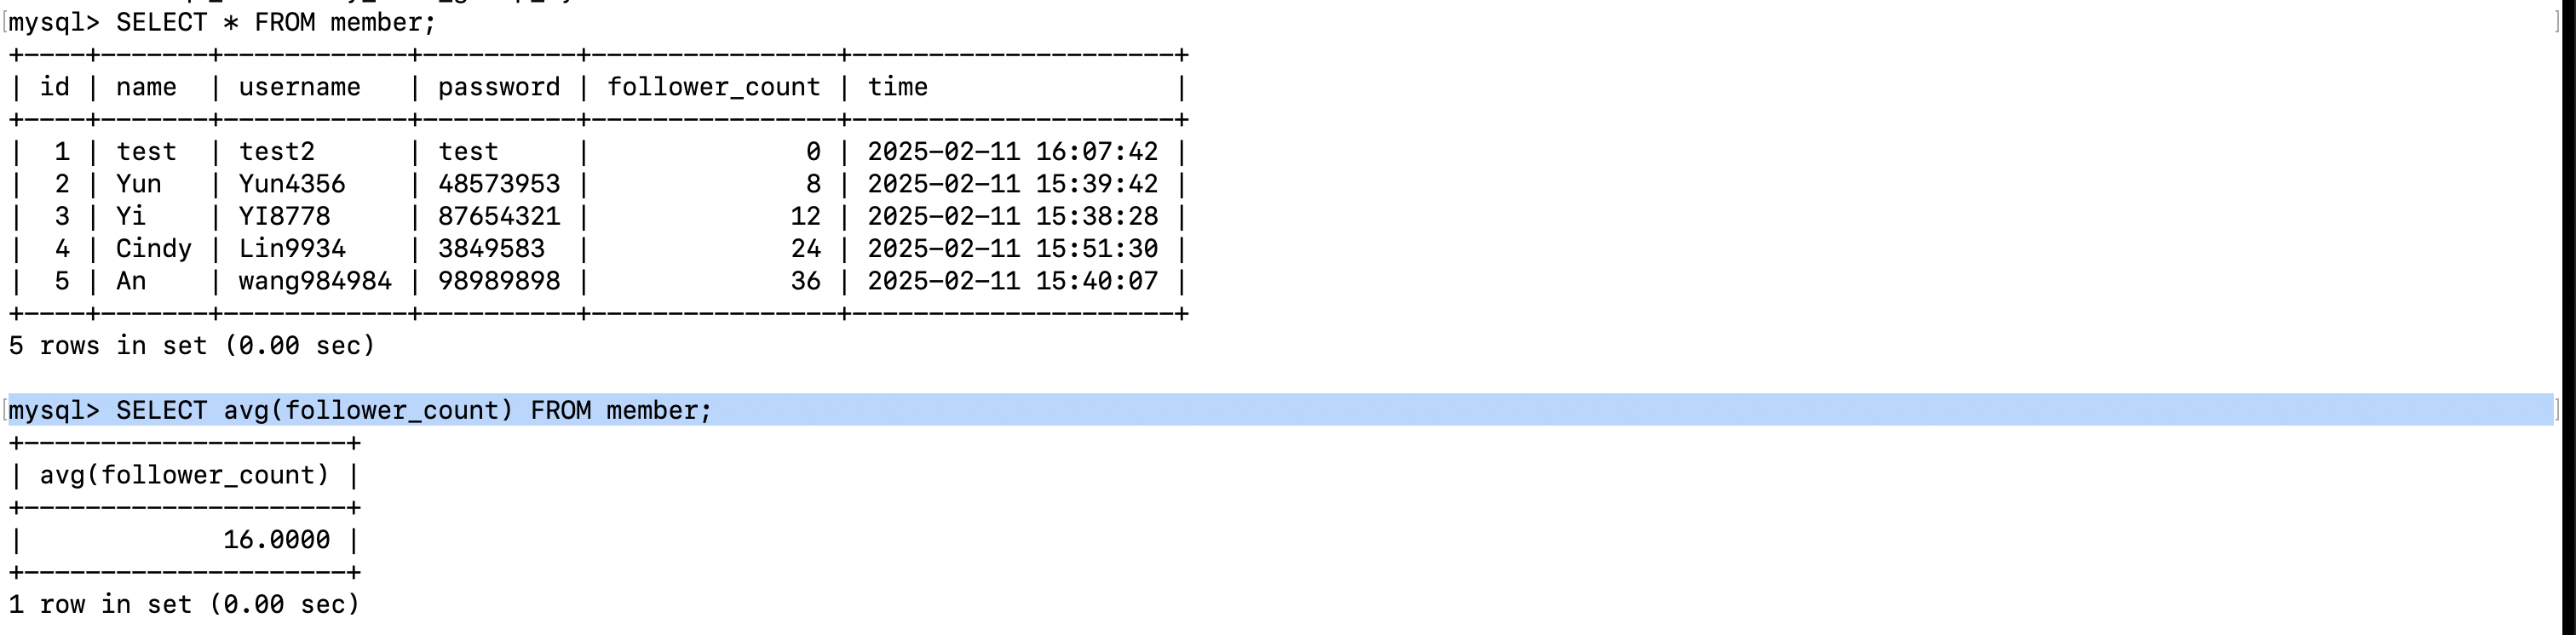 mysql> SELECT * FROM member;
+----+-------+------------+----------+----------------+---------------------+
| id | name  | username   | password | follower_count | time                |
+----+-------+------------+----------+----------------+---------------------+
|  1 | test  | test2      | test     |              0 | 2025-02-11 16:07:42 |
|  2 | Yun   | Yun4356    | 48573953 |              8 | 2025-02-11 15:39:42 |
|  3 | Yi    | YI8778     | 87654321 |             12 | 2025-02-11 15:38:28 |
|  4 | Cindy | Lin9934    | 3849583  |             24 | 2025-02-11 15:51:30 |
|  5 | An    | wang984984 | 98989898 |             36 | 2025-02-11 15:40:07 |
+----+-------+------------+----------+----------------+---------------------+
5 rows in set (0.00 sec)
mysql> SELECT avg(follower_count) FROM member;
+---------------------+
| avg(follower_count) |
+---------------------+
|             16.0000 |
+---------------------+
1 row in set (0.00 sec)